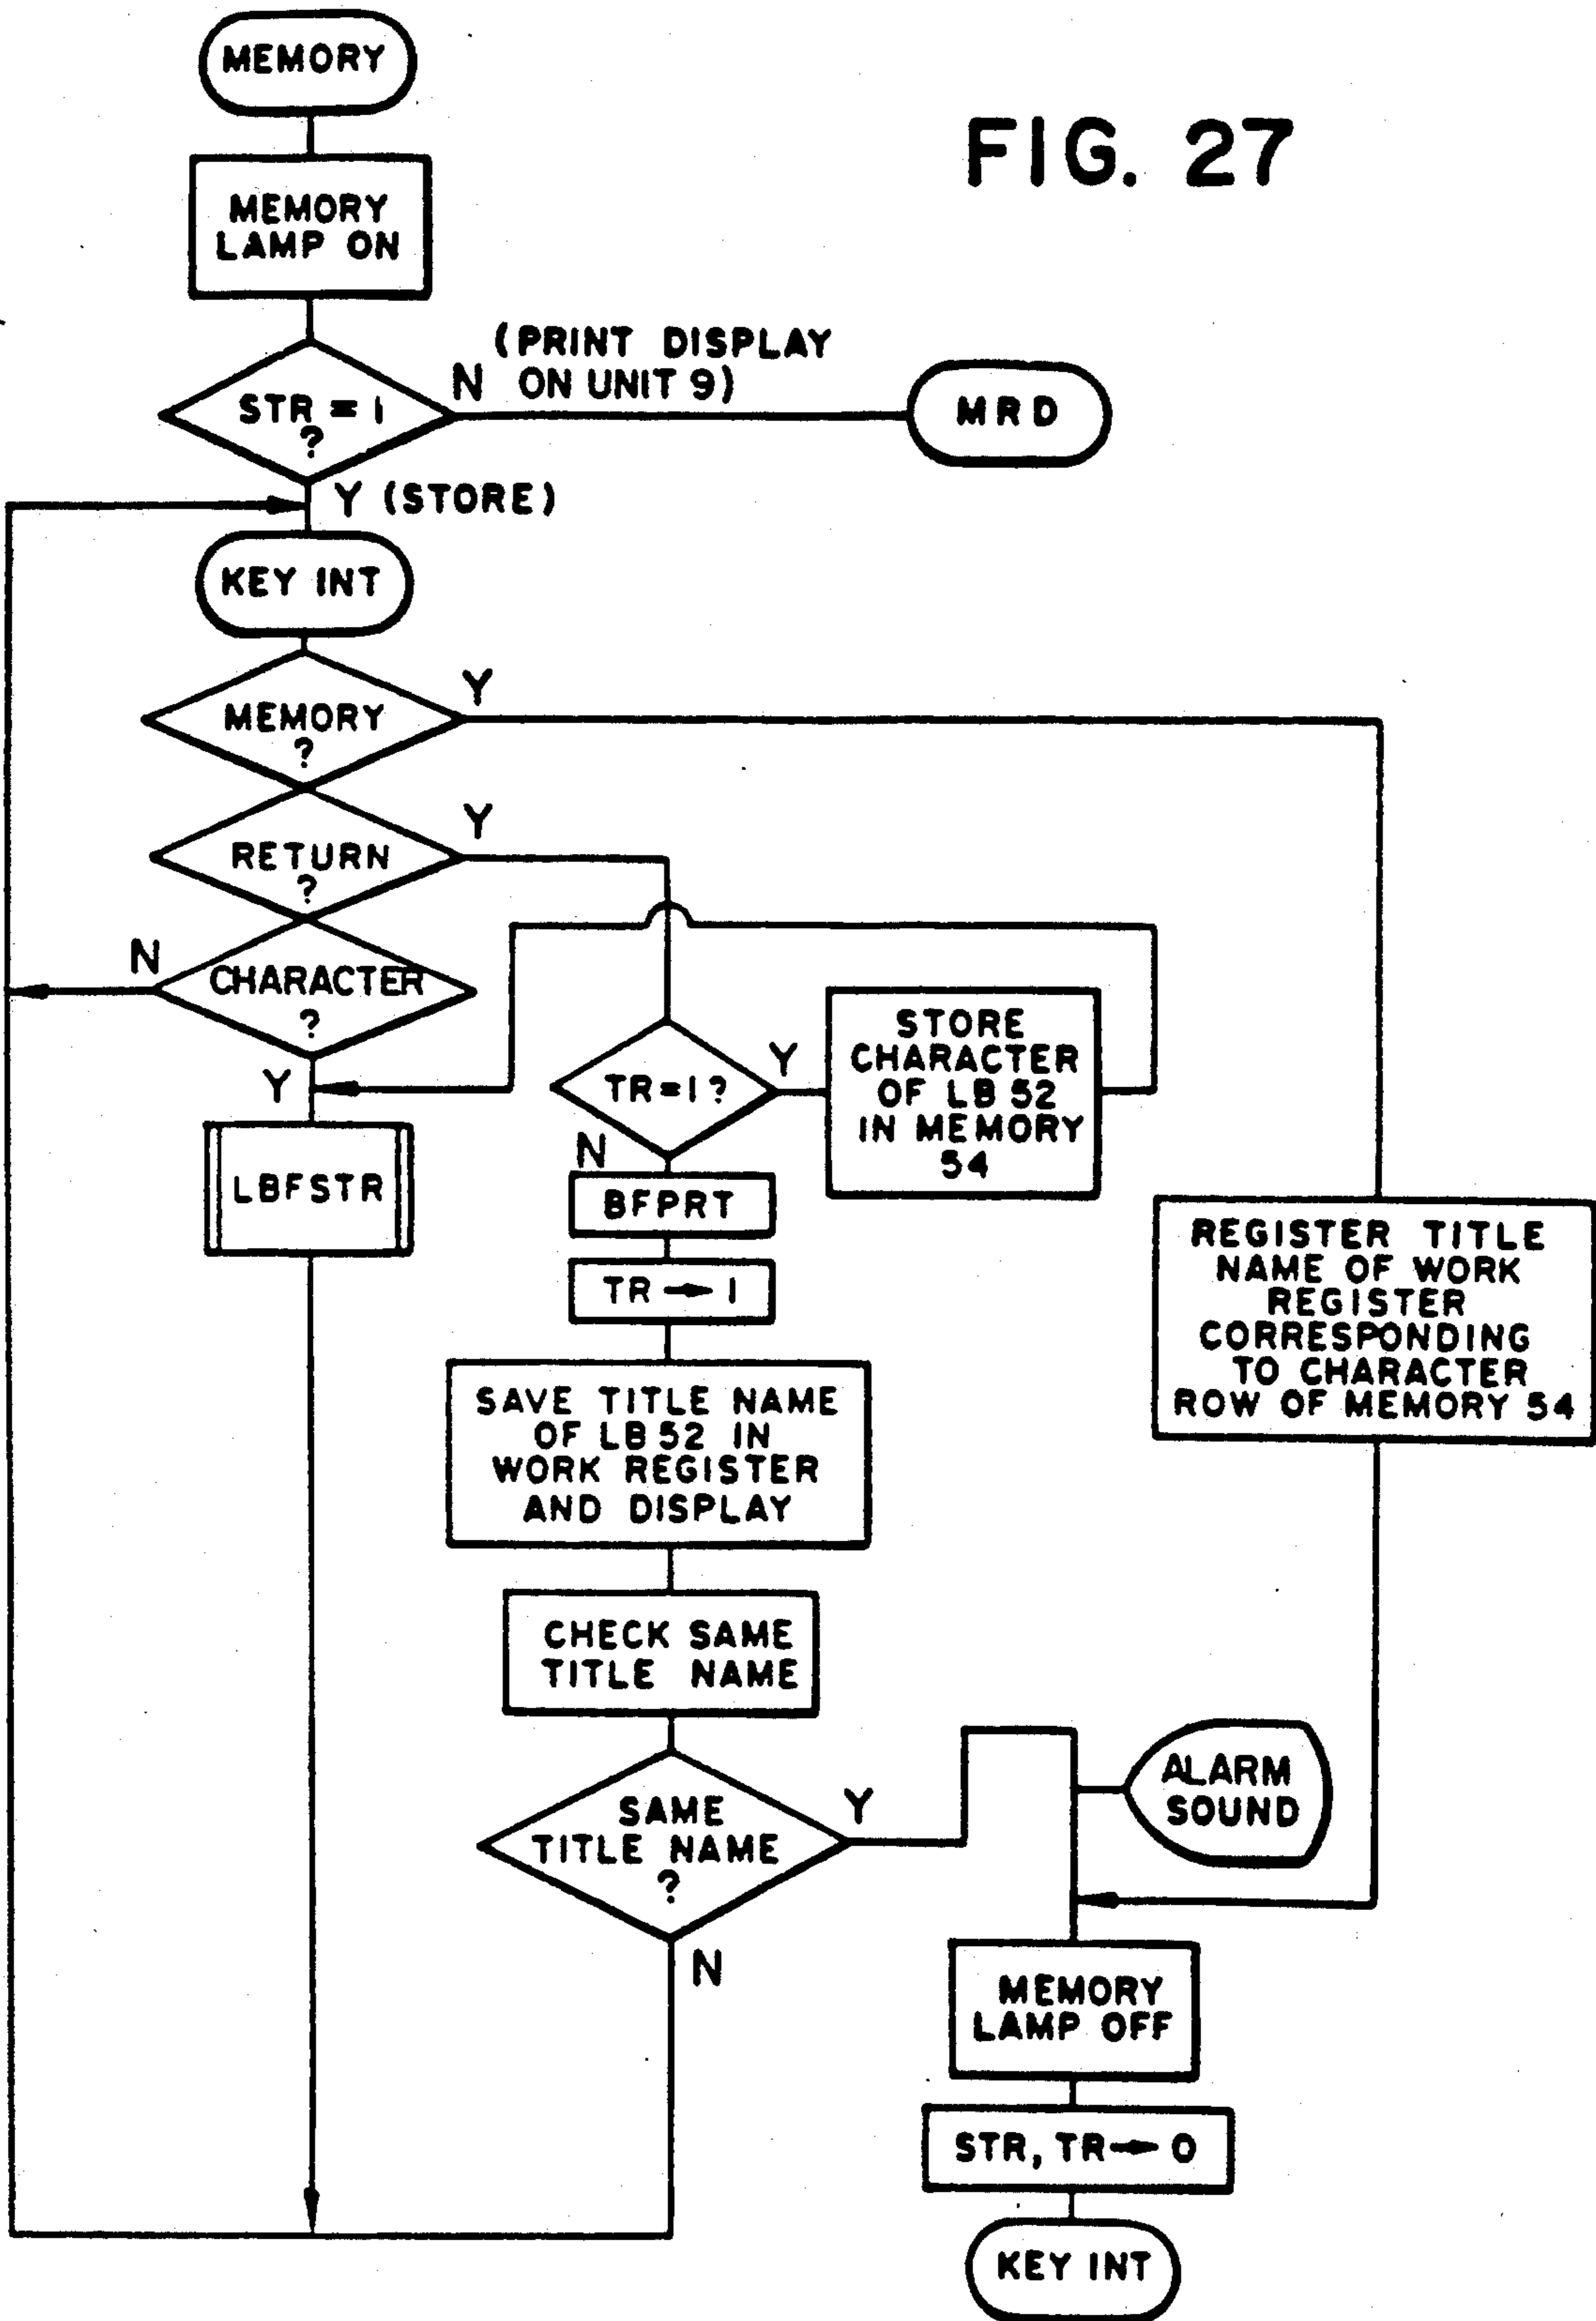 MEMORY
FIG. 27
MEMORY
LAMP ON
(PRINT DISPLAY
N ON UNIT 9)
STR = 1
?
MRD
Y (STORE)
KEY INT
Y
MEMORY
?
Y
RETURN
?
N
CHARACTER
?
Y
STORE
CHARACTER
OF LB 52
IN MEMORY
54
Y
TR=1?
N
LBFSTR
BFPRT
TR → 1
REGISTER TITLE
NAME OF WORK
REGISTER
CORRESPONDING
TO CHARACTER
ROW OF MEMORY 54
SAVE TITLE NAME
OF LB 52 IN
WORK REGISTER
AND DISPLAY
CHECK SAME
TITLE NAME
SAME
TITLE NAME
?
Y
ALARM
SOUND
N
MEMORY
LAMP OFF
STR, TR → 0
KEY INT